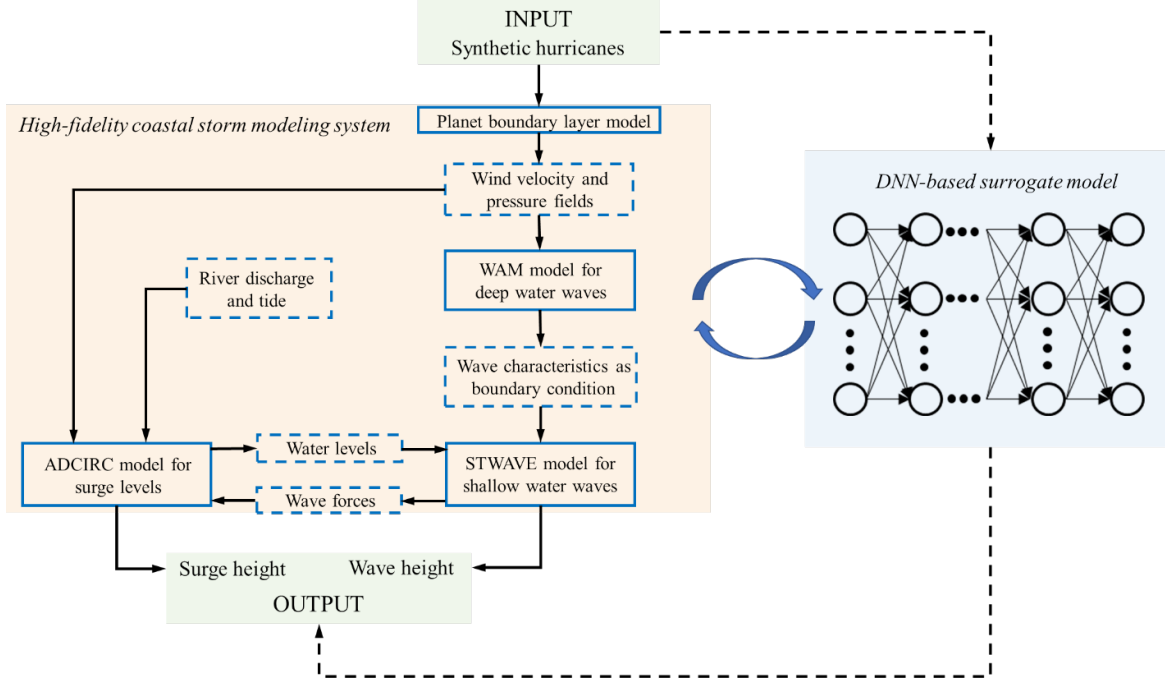 INPUT
Synthetic hurricanes
High-fidelity coastal storm modeling system
Planet boundary layer model
Wind velocity and
pressure fields
DNN-based surrogate model
WAM model for
deep water waves
River discharge
and tide
Wave characteristics as
boundary condition
Water levels
ADCIRC model for
surge levels
STWAVE model for
shallow water waves
Wave forces
Surge height
Wave height
OUTPUT